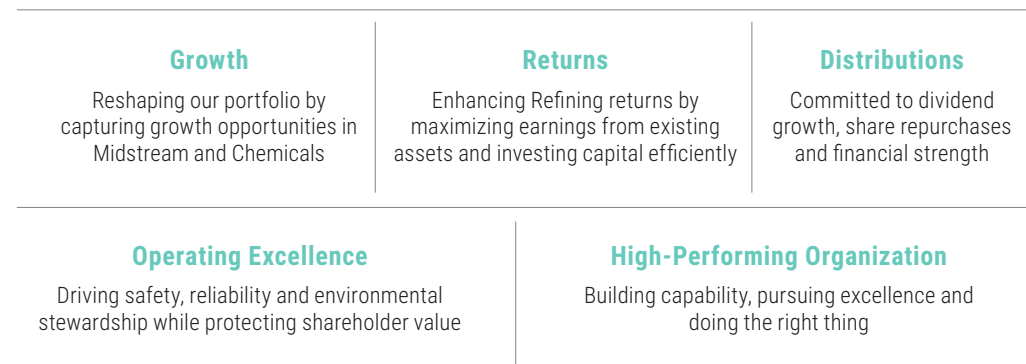 Growth
Reshaping our portfolio by
capturing growth opportunities in
Midstream and Chemicals
Returns
Enhancing Refining returns by
maximizing earnings from existing
assets and investing capital efficiently
Distributions
Committed to dividend
growth, share repurchases
and financial strength
Operating Excellence
Driving safety, reliability and environmental
stewardship while protecting shareholder value
High-Performing Organization
Building capability, pursuing excellence and
doing the right thing